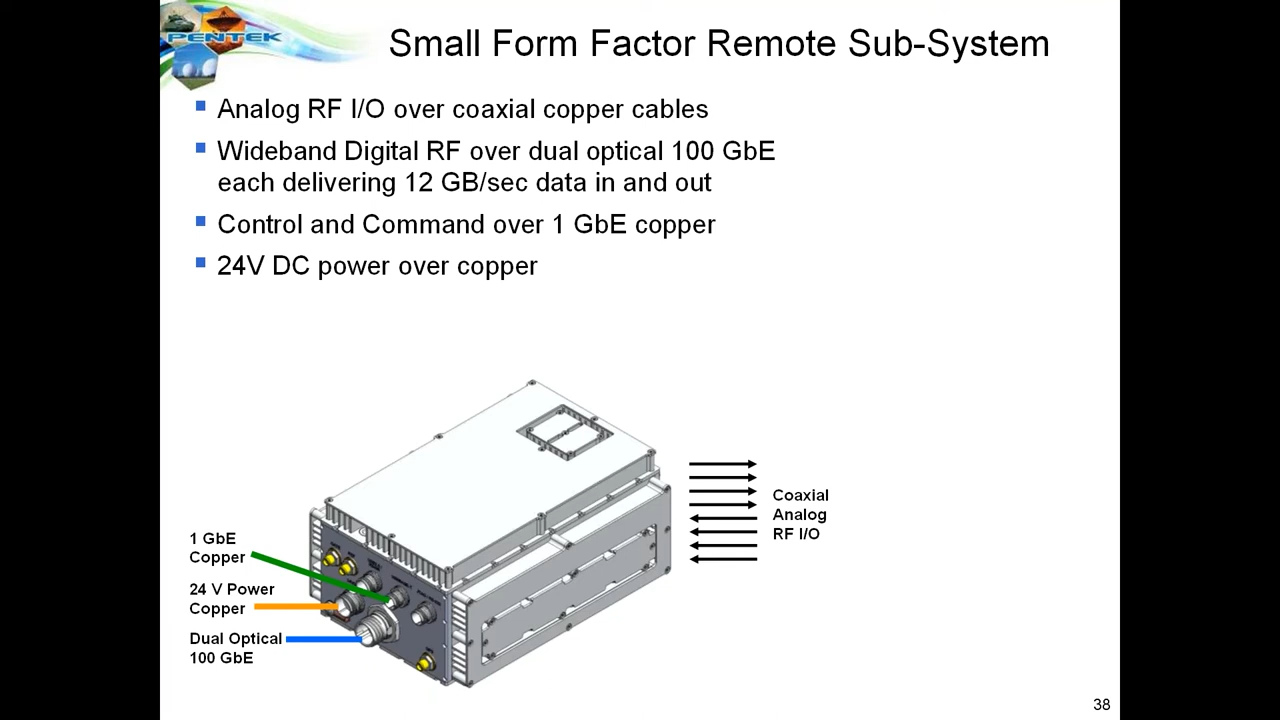 PENTEK
Small Form Factor Remote Sub-System
Analog RF I/O over coaxial copper cables
Wideband Digital RF over dual optical 100 GbE
each delivering 12 GB/sec data in and out
Control and Command over 1 GbE copper
24V DC power over copper
Coaxial
Analog
RF I/O
1 GbE
Copper
24 V Power
Copper
Dual Optical
100 GbE
38